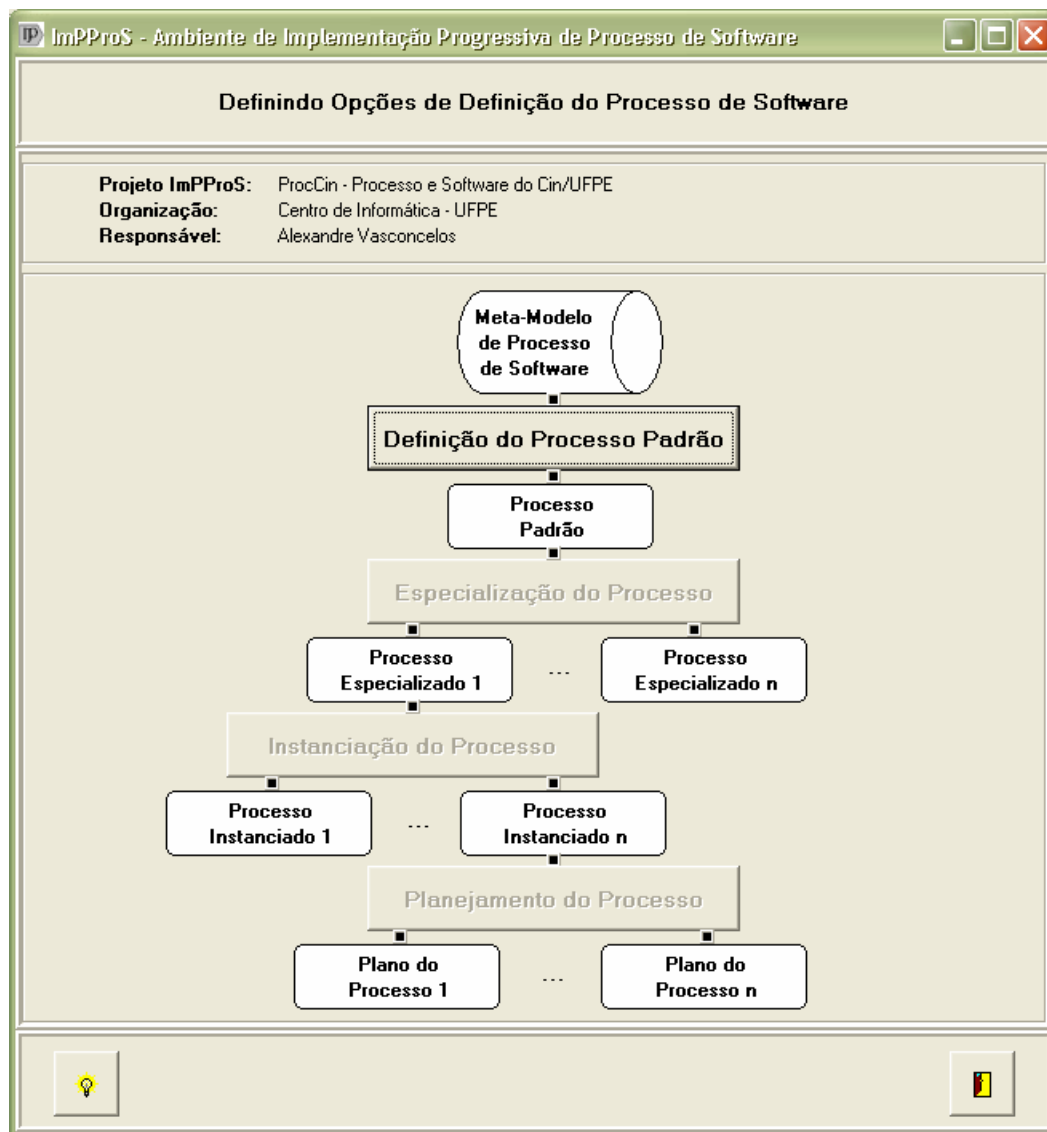 ImPProS - Ambiente de Implementação Progressiva de Processo de Software
Definindo Opções de Definição do Processo de Software
Projeto ImPProS: ProcCin - Processo e Software do Cin/UFPE
Organização: Centro de Informática - UFPE
Responsável: Alexandre Vasconcelos
Meta-Modelo
de Processo
de Software
Definição do Processo Padrão
Processo
Padrão
Especialização do Processo
Processo
Especializado 1
...
Processo
Especializado n
Instanciação do Processo
Processo
Instanciado 1
...
Processo
Instanciado n
Planejamento do Processo
Plano do
Processo 1
...
Plano do
Processo n